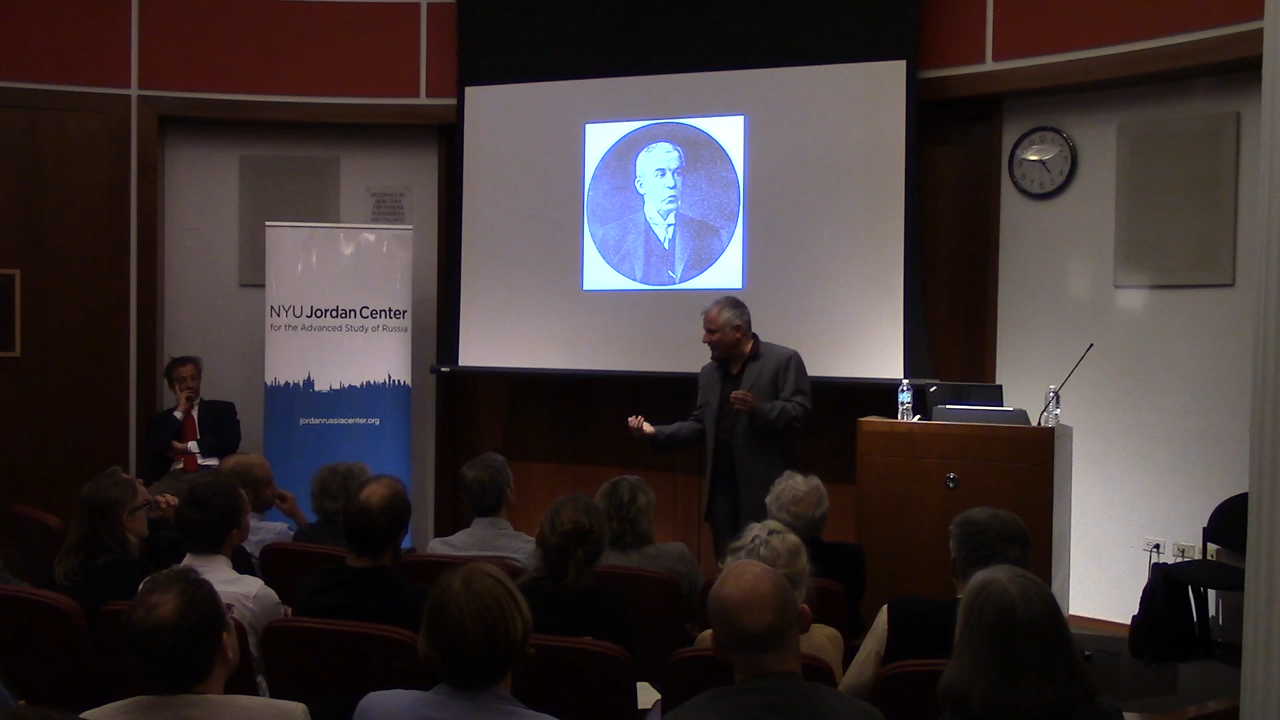 NYU Jordan Center
for the Advanced Study of Russia
jordanrussiacenter.org